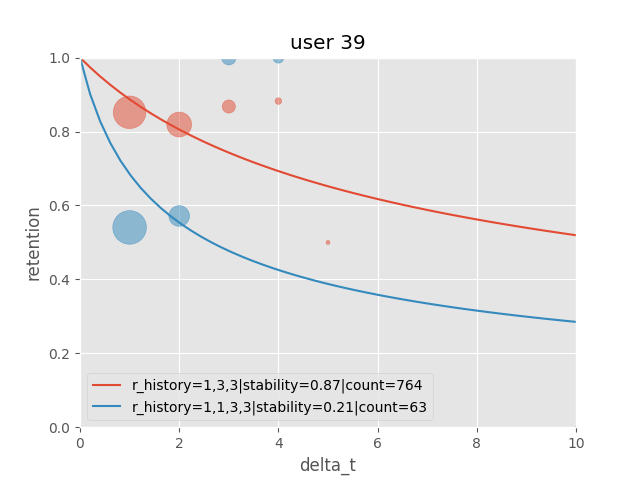 user 39
1.0
0.8
0.6
0.4
0.2
0.0
retention
r_history=1,3,3|stability=0.87|count=764
r_history=1,1,3,3|stability=0.21|count=63
0 2 4 6 8 10
delta_t